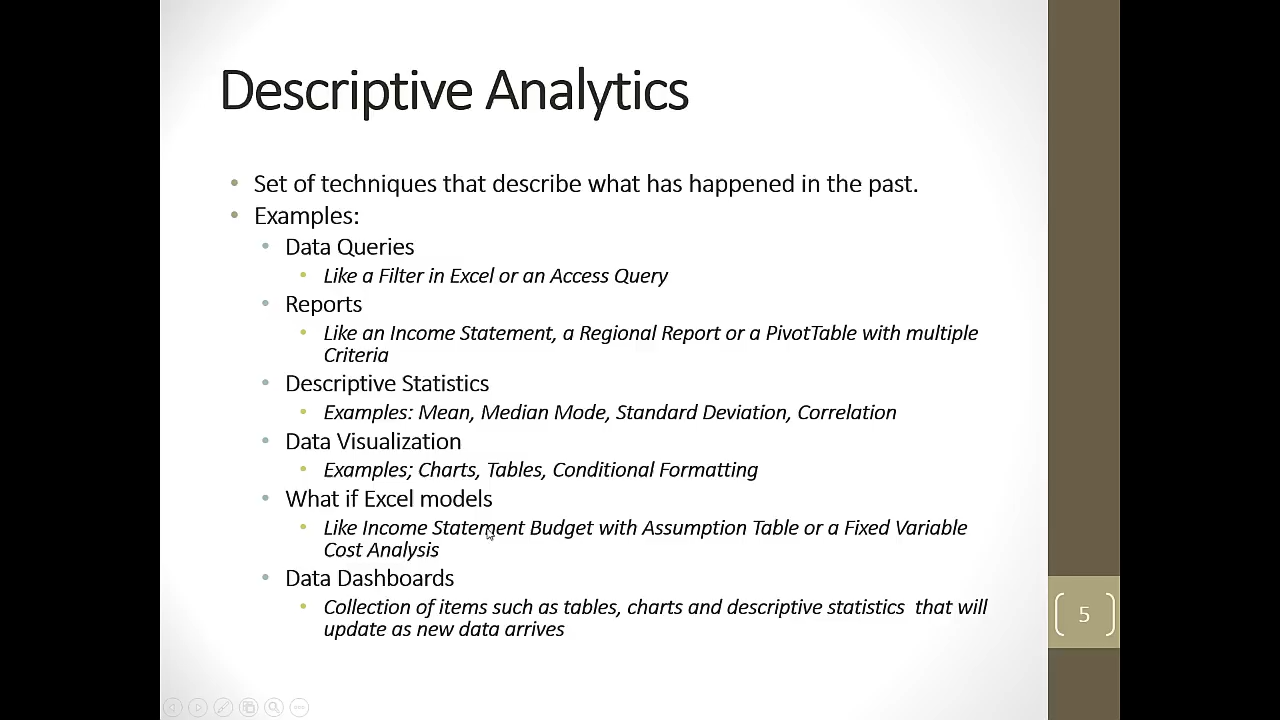 Descriptive Analytics
Set of techniques that describe what has happened in the past.
Examples:
Data Queries
Like a Filter in Excel or an Access Query
Reports
Like an Income Statement, a Regional Report or a PivotTable with multiple
Criteria
Descriptive Statistics
Examples: Mean, Median Mode, Standard Deviation, Correlation
Data Visualization
Examples; Charts, Tables, Conditional Formatting
What if Excel models
Like Income Statement Budget with Assumption Table or a Fixed Variable
Cost Analysis
Data Dashboards
Collection of items such as tables, charts and descriptive statistics  that will
update as new data arrives
5